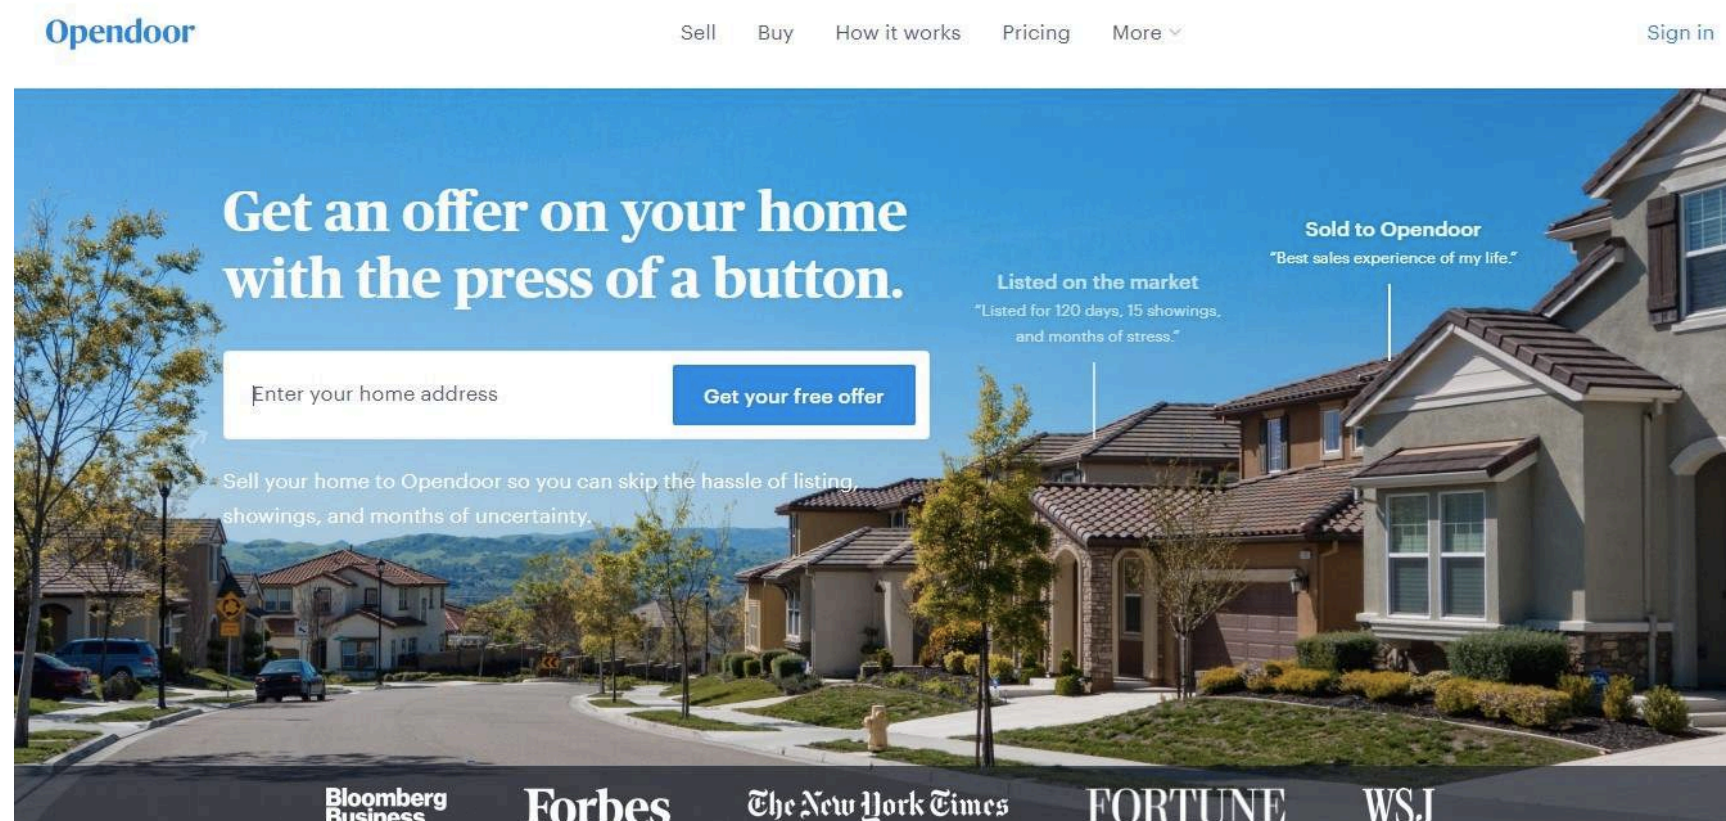 Opendoor
Sell
Buy
How it works
Pricing
More
Sign in
Get an offer on your home
with the press of a button.
Enter your home address
Get your free offer
Sell your home to Opendoor so you can skip the hassle of listing,
showings, and months of uncertainty.
Listed on the market
“Listed for 120 days, 15 showings,
and months of stress.”
Sold to Opendoor
“Best sales experience of my life.”
Bloomberg
Business
Forbes
The New York Times
FORTUNE
WSJ